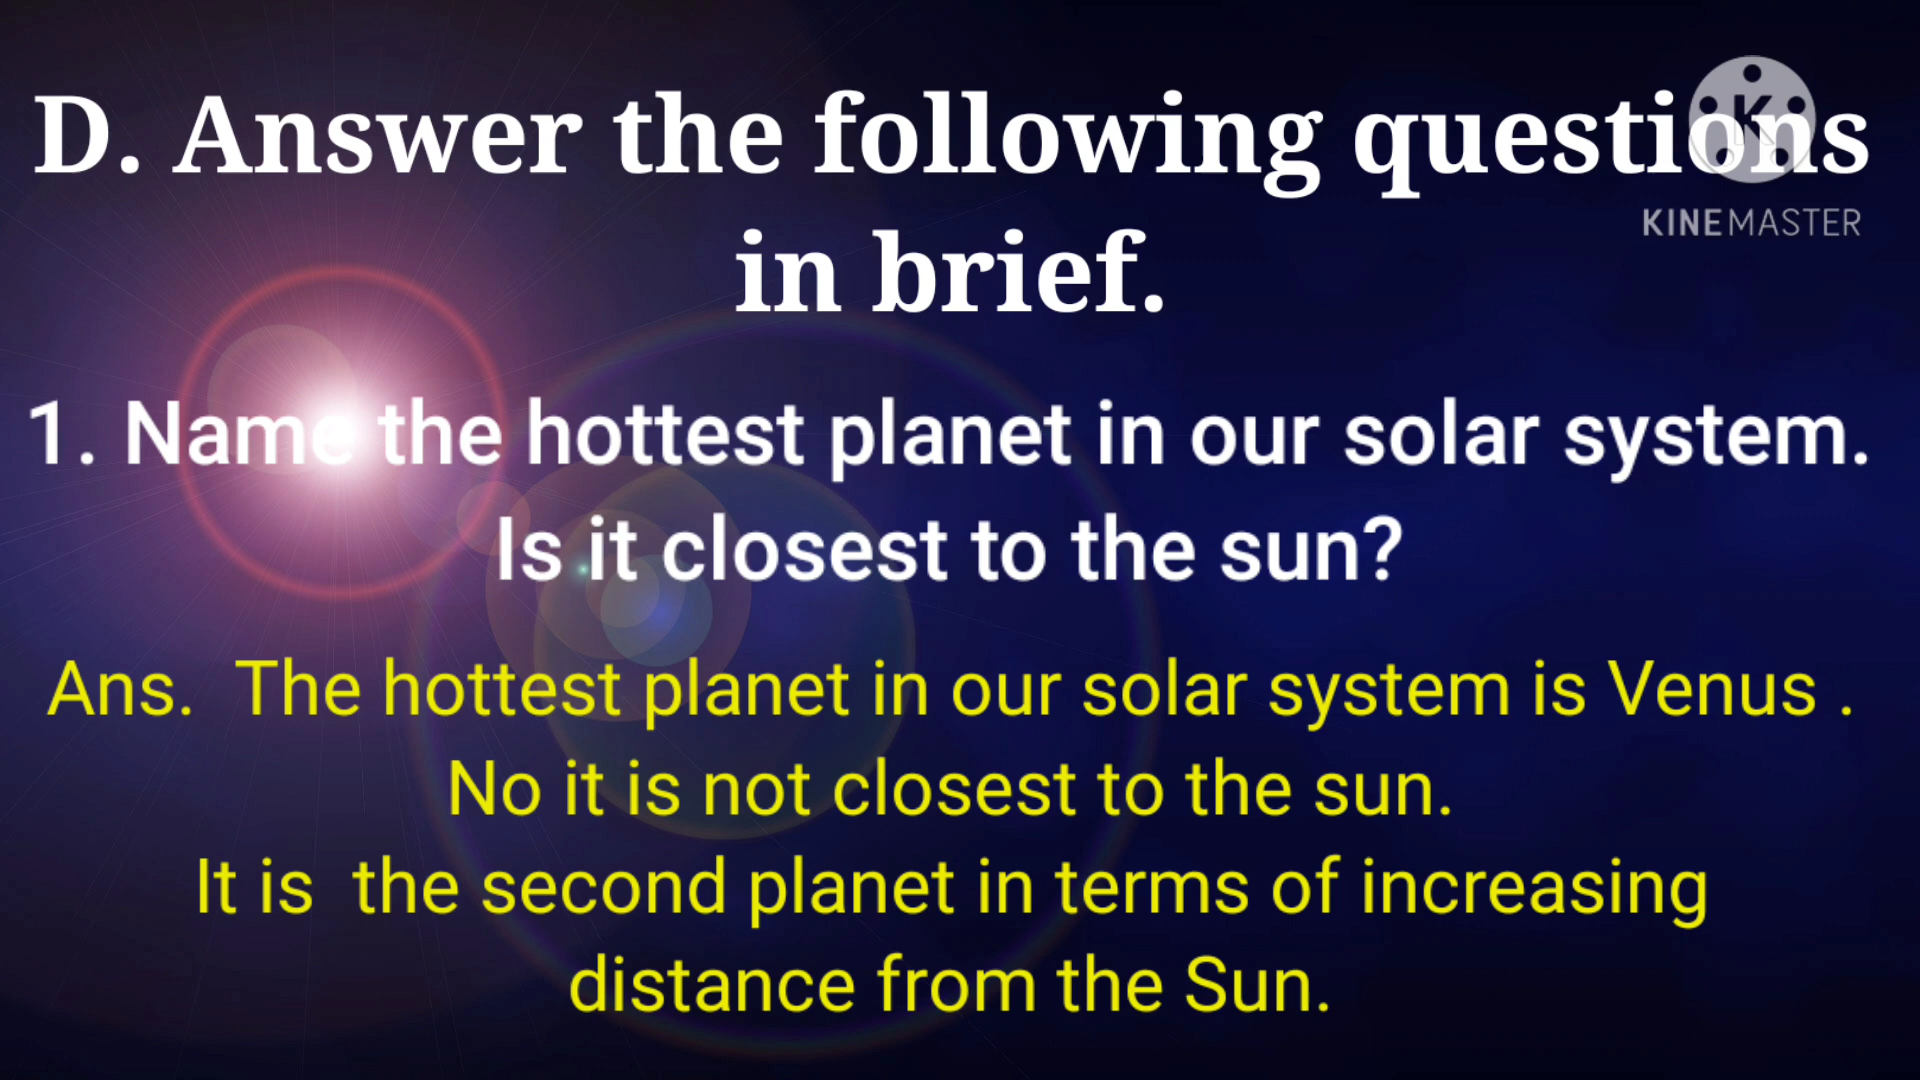 D. Answer the following questions
in brief.
KINEMASTER
1. Name the hottest planet in our solar system.
Is it closest to the sun?
Ans. The hottest planet in our solar system is Venus .
No it is not closest to the sun.
It is the second planet in terms of increasing
distance from the Sun.